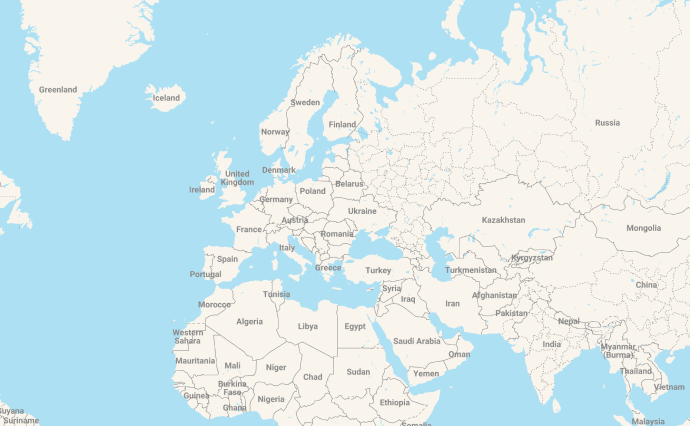 Greenland
Iceland
Sweden
Norway
Finland
Russia
Denmark
United
Kingdom
Ireland
Poland
Belarus
Germany
Ukraine
Austria
Kazakhstan
France
Romania
Mongolia
Italy
Spain
Kyrgyzstan
Portugal
Greece
Turkey
Turkmenistan
China
Syria
Tunisia
Afghanistan
Iraq
Iran
Morocco
Pakistan
Algeria
Libya
Egypt
Nepal
Western
Sahara
Saudi Arabia
India
Myanmar
(Burma)
Oman
Mauritania
Mali
Niger
Chad
Sudan
Yemen
Thailand
Burkina
Faso
Vietnam
Guinea
Ghana
Nigeria
Ethiopia
Guyana
Suriname
Somalia
Malaysia